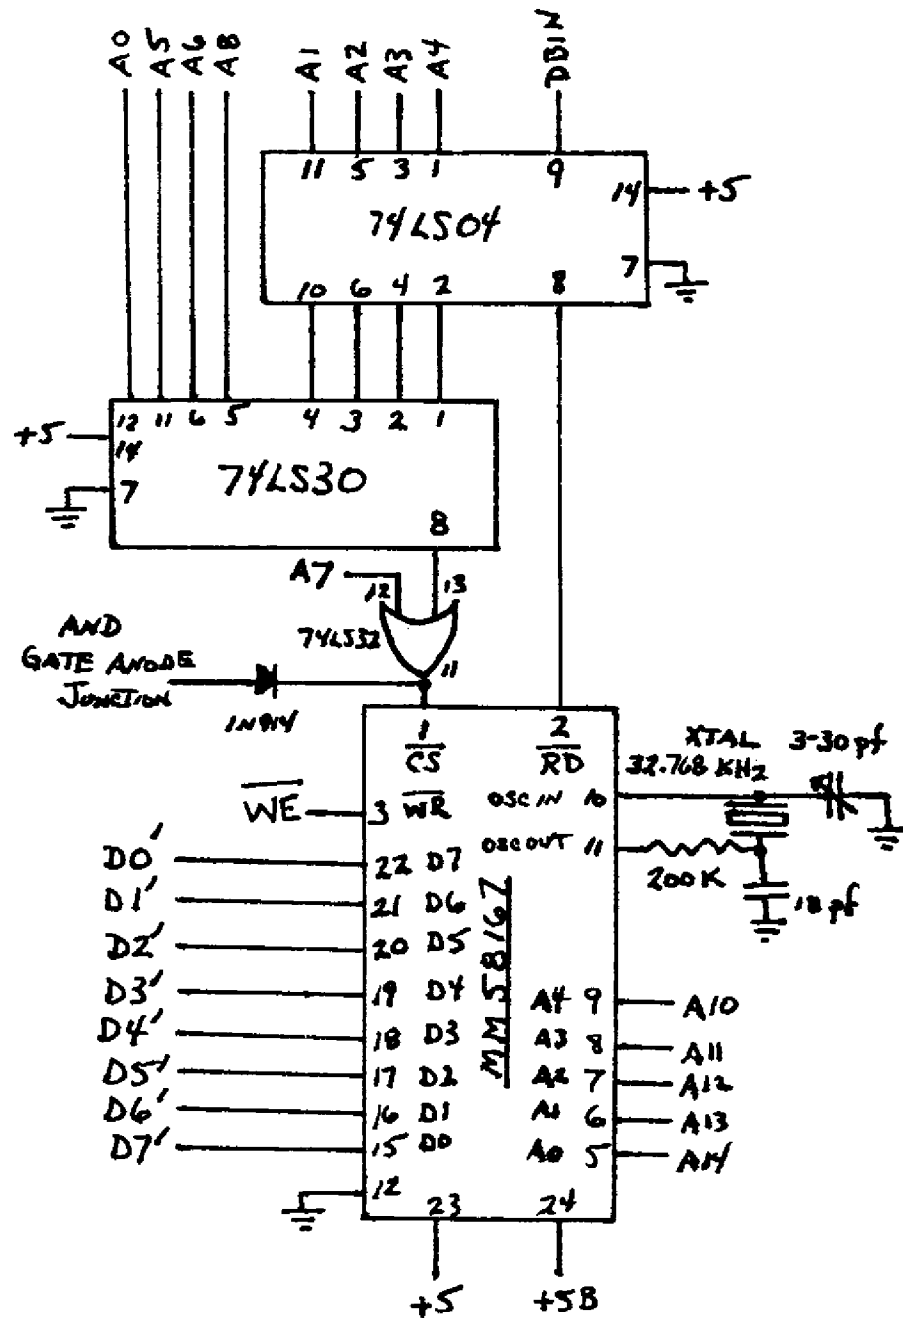 A0 A5 A6 A8 A1 A2 A3 A4 DBIN
11 5 3 1 9
14 +5
74LS04
7
10 6 4 2 8
12 11 6 5 4 3 2 1
+5 14
74LS30
7
8
A7
12 13
74LS32
11
AND
GATE ANODE
JUNCTION
1N914
1 2
CS RD
XTAL
32.768 KHz
3-30 pf
WE 3 WR
OSC IN 10
OSC OUT 11
200K
18 pf
MM58167
D0' 22 D7
D1' 21 D6
D2' 20 D5
D3' 19 D4
D4' 18 D3
D5' 17 D2
D6' 16 D1
D7' 15 D0
A4 9 A10
A3 8 A11
A2 7 A12
A1 6 A13
A0 5 A14
12
23 24
+5 +5B